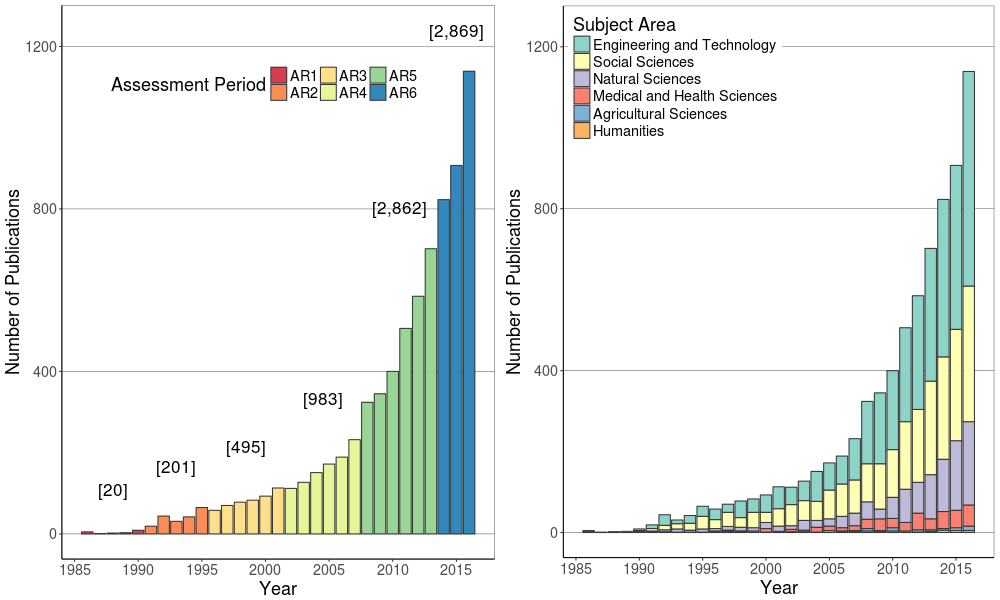 [2,869]
1200
Assessment Period
AR1 AR3 AR5
AR2 AR4 AR6
[2,862]
800
Number of Publications
400
[983]
[495]
[201]
[20]
0
1985 1990 1995 2000 2005 2010 2015
Year
Subject Area
1200
Engineering and Technology
Social Sciences
Natural Sciences
Medical and Health Sciences
Agricultural Sciences
Humanities
800
Number of Publications
400
0
1985 1990 1995 2000 2005 2010 2015
Year